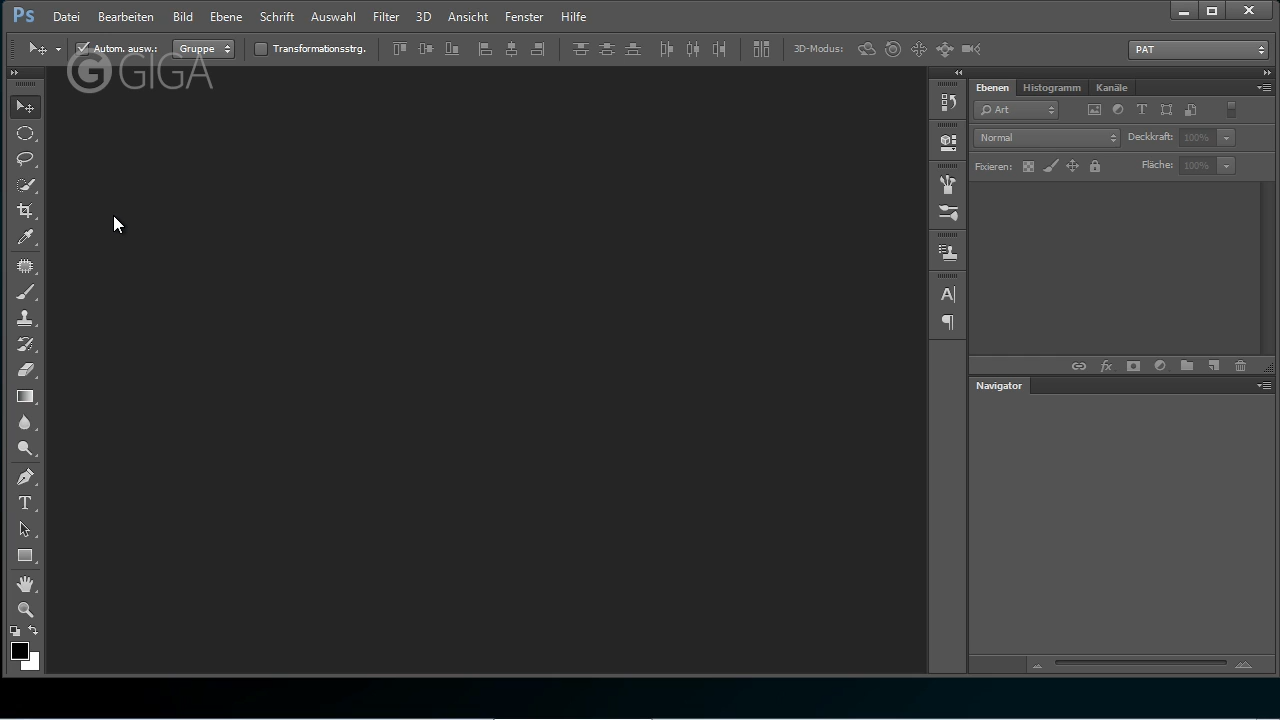 Ps Datei Bearbeiten Bild Ebene Schrift Auswahl Filter 3D Ansicht Fenster Hilfe
Autom. ausw.: Gruppe Transformationsstrg. 3D-Modus: PAT
GIGA
Ebenen Histogramm Kanäle
Art
Normal Deckkraft: 100%
Fixieren: Fläche: 100%
Navigator